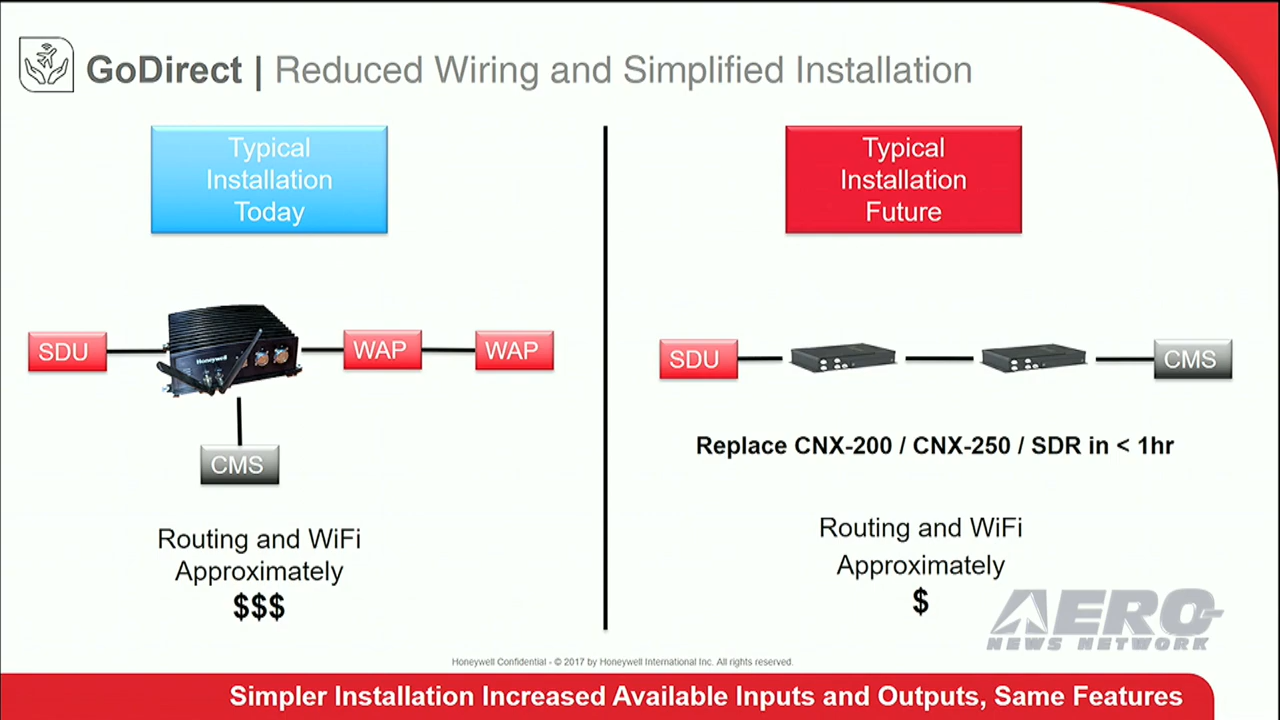 GoDirect | Reduced Wiring and Simplified Installation
Typical
Installation
Today
Typical
Installation
Future
SDU
Honeywell
WAP
WAP
CMS
SDU
CMS
Replace CNX-200 / CNX-250 / SDR in < 1hr
Routing and WiFi
Approximately
$$$
Routing and WiFi
Approximately
$
AERO
NEWS NETWORK
Honeywell Confidential - © 2017 by Honeywell International Inc. All rights reserved.
Simpler Installation Increased Available Inputs and Outputs, Same Features